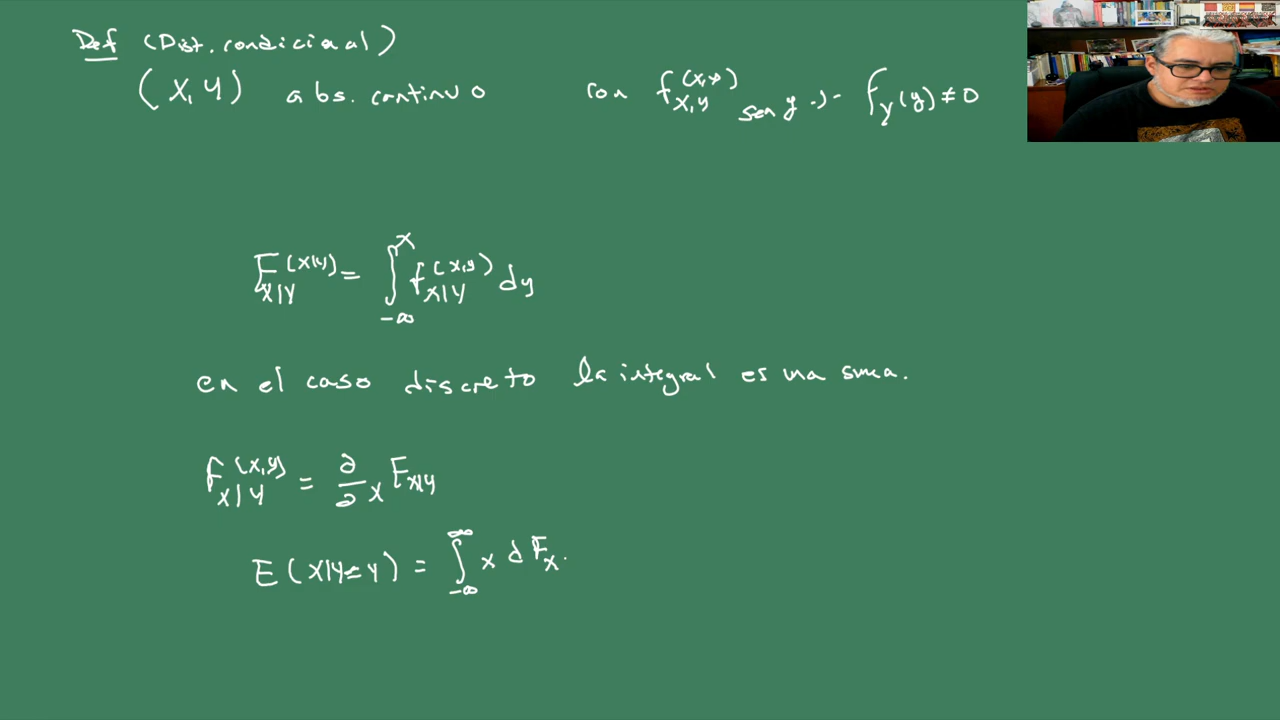 Def (Dist. condicional)
(X,Y) abs. continuo con f_{X,Y}(x,y) sea y ·)· f_Y(y) ≠ 0
F_{X|Y}(x|y) = ∫_{-∞}^{x} f_{X|Y}(x,y) dy
en el caso discreto la integral es una suma.
f_{X|Y}(x,y) = ∂/∂x F_{X|Y}
E(X|Y=y) = ∫_{-∞}^{∞} x dF_x.